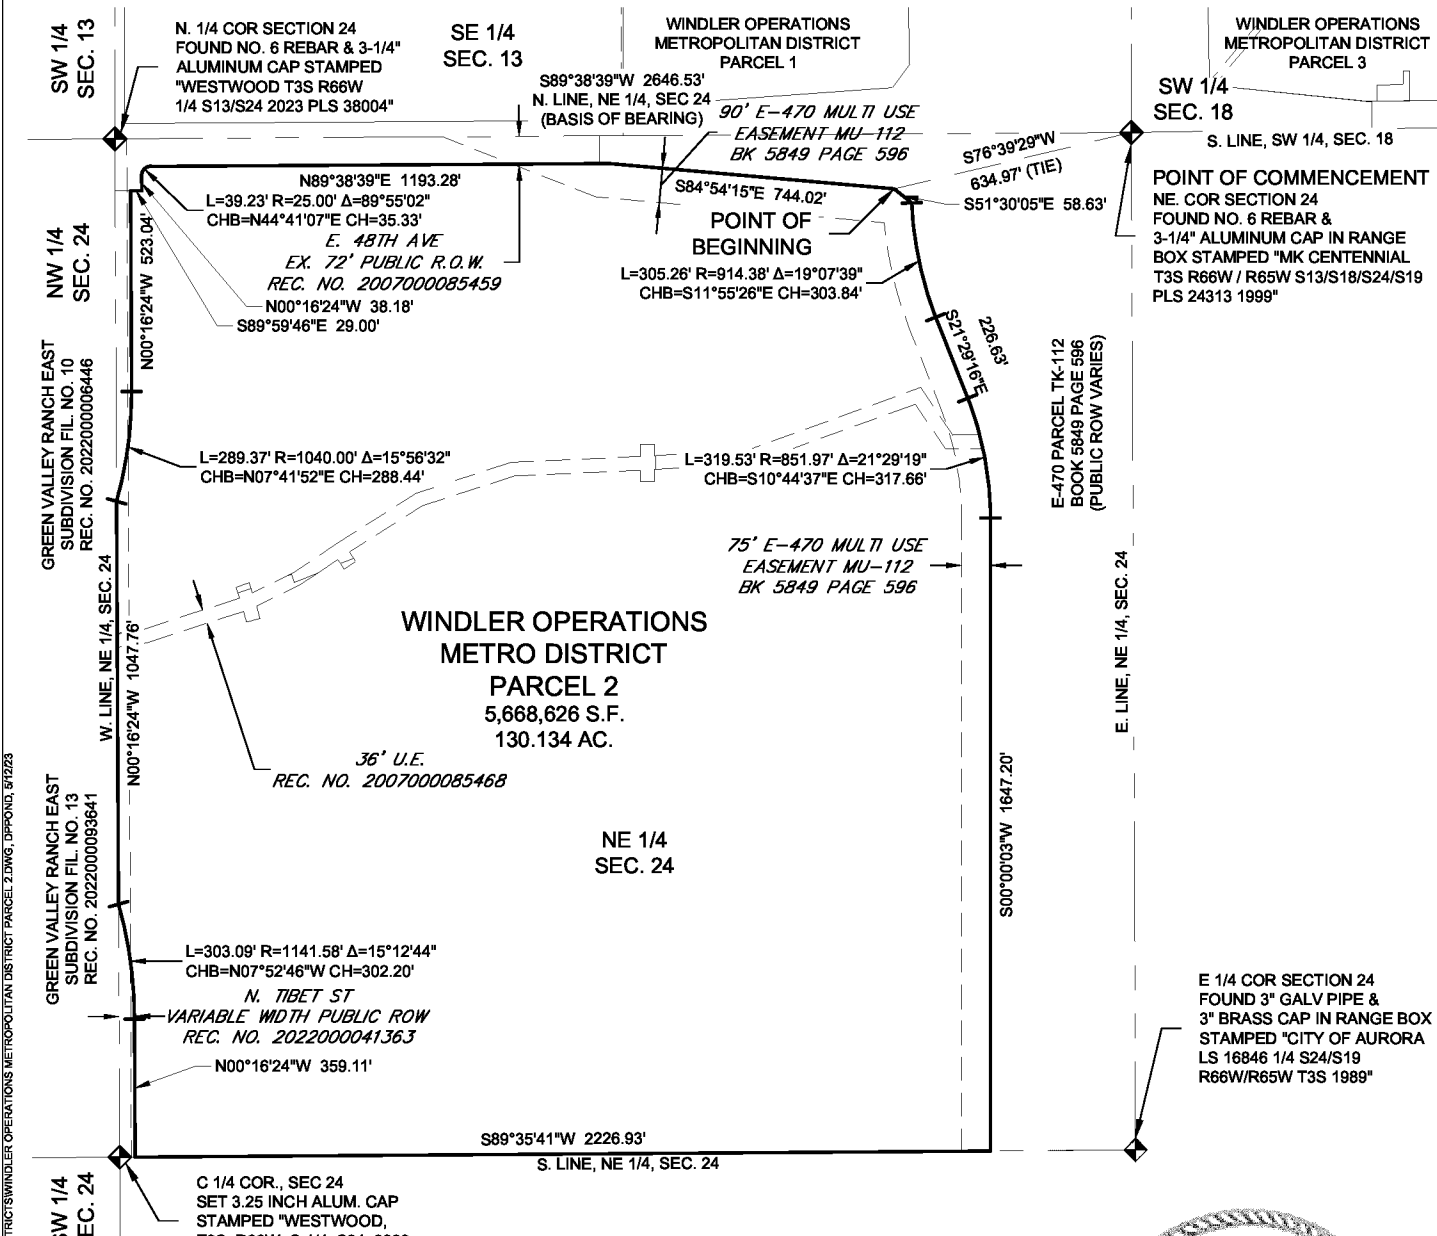 SW 1/4
SEC. 13
N. 1/4 COR SECTION 24
FOUND NO. 6 REBAR & 3-1/4"
ALUMINUM CAP STAMPED
"WESTWOOD T3S R66W
1/4 S13/S24 2023 PLS 38004"
SE 1/4
SEC. 13
WINDLER OPERATIONS
METROPOLITAN DISTRICT
PARCEL 1
WINDLER OPERATIONS
METROPOLITAN DISTRICT
PARCEL 3
S89°38'39"W 2646.53'
N. LINE, NE 1/4, SEC 24
(BASIS OF BEARING)
90' E-470 MULTI USE
EASEMENT MU-112
BK 5849 PAGE 596
SW 1/4
SEC. 18
S. LINE, SW 1/4, SEC. 18
S76°39'29"W
634.97' (TIE)
POINT OF COMMENCEMENT
NE. COR SECTION 24
FOUND NO. 6 REBAR &
3-1/4" ALUMINUM CAP IN RANGE
BOX STAMPED "MK CENTENNIAL
T3S R66W / R65W S13/S18/S24/S19
PLS 24313 1999"
N89°38'39"E 1193.28'
S84°54'15"E 744.02'
S51°30'05"E 58.63'
L=39.23' R=25.00' Δ=89°55'02"
CHB=N44°41'07"E CH=35.33'
E. 48TH AVE
EX. 72' PUBLIC R.O.W.
REC. NO. 2007000085459
POINT OF
BEGINNING
L=305.26' R=914.38' Δ=19°07'39"
CHB=S11°55'26"E CH=303.84'
NW 1/4
SEC. 24
N00°16'24"W 523.04'
N00°16'24"W 38.18'
S89°59'46"E 29.00'
226.63'
S21°29'16"E
GREEN VALLEY RANCH EAST
SUBDIVISION FIL. NO. 10
REC. NO. 2022000006446
E-470 PARCEL TK-112
BOOK 5849 PAGE 596
(PUBLIC ROW VARIES)
L=289.37' R=1040.00' Δ=15°56'32"
CHB=N07°41'52"E CH=288.44'
L=319.53' R=851.97' Δ=21°29'19"
CHB=S10°44'37"E CH=317.66'
75' E-470 MULTI USE
EASEMENT MU-112
BK 5849 PAGE 596
W. LINE, NE 1/4, SEC. 24
N00°16'24"W 1047.76'
E. LINE, NE 1/4, SEC. 24
WINDLER OPERATIONS
METRO DISTRICT
PARCEL 2
5,668,626 S.F.
130.134 AC.
36' U.E.
REC. NO. 2007000085468
NE 1/4
SEC. 24
S00°00'03"W 1647.20'
GREEN VALLEY RANCH EAST
SUBDIVISION FIL. NO. 13
REC. NO. 2022000093641
L=303.09' R=1141.58' Δ=15°12'44"
CHB=N07°52'46"W CH=302.20'
N. TIBET ST
VARIABLE WIDTH PUBLIC ROW
REC. NO. 2022000041363
N00°16'24"W 359.11'
E 1/4 COR SECTION 24
FOUND 3" GALV PIPE &
3" BRASS CAP IN RANGE BOX
STAMPED "CITY OF AURORA
LS 16846 1/4 S24/S19
R66W/R65W T3S 1989"
S89°35'41"W 2226.93'
S. LINE, NE 1/4, SEC. 24
SW 1/4
SEC. 24
C 1/4 COR., SEC 24
SET 3.25 INCH ALUM. CAP
STAMPED "WESTWOOD,
TRICTS\WINDLER OPERATIONS METROPOLITAN DISTRICT PARCEL 2.DWG, DPPOND, 5/12/23